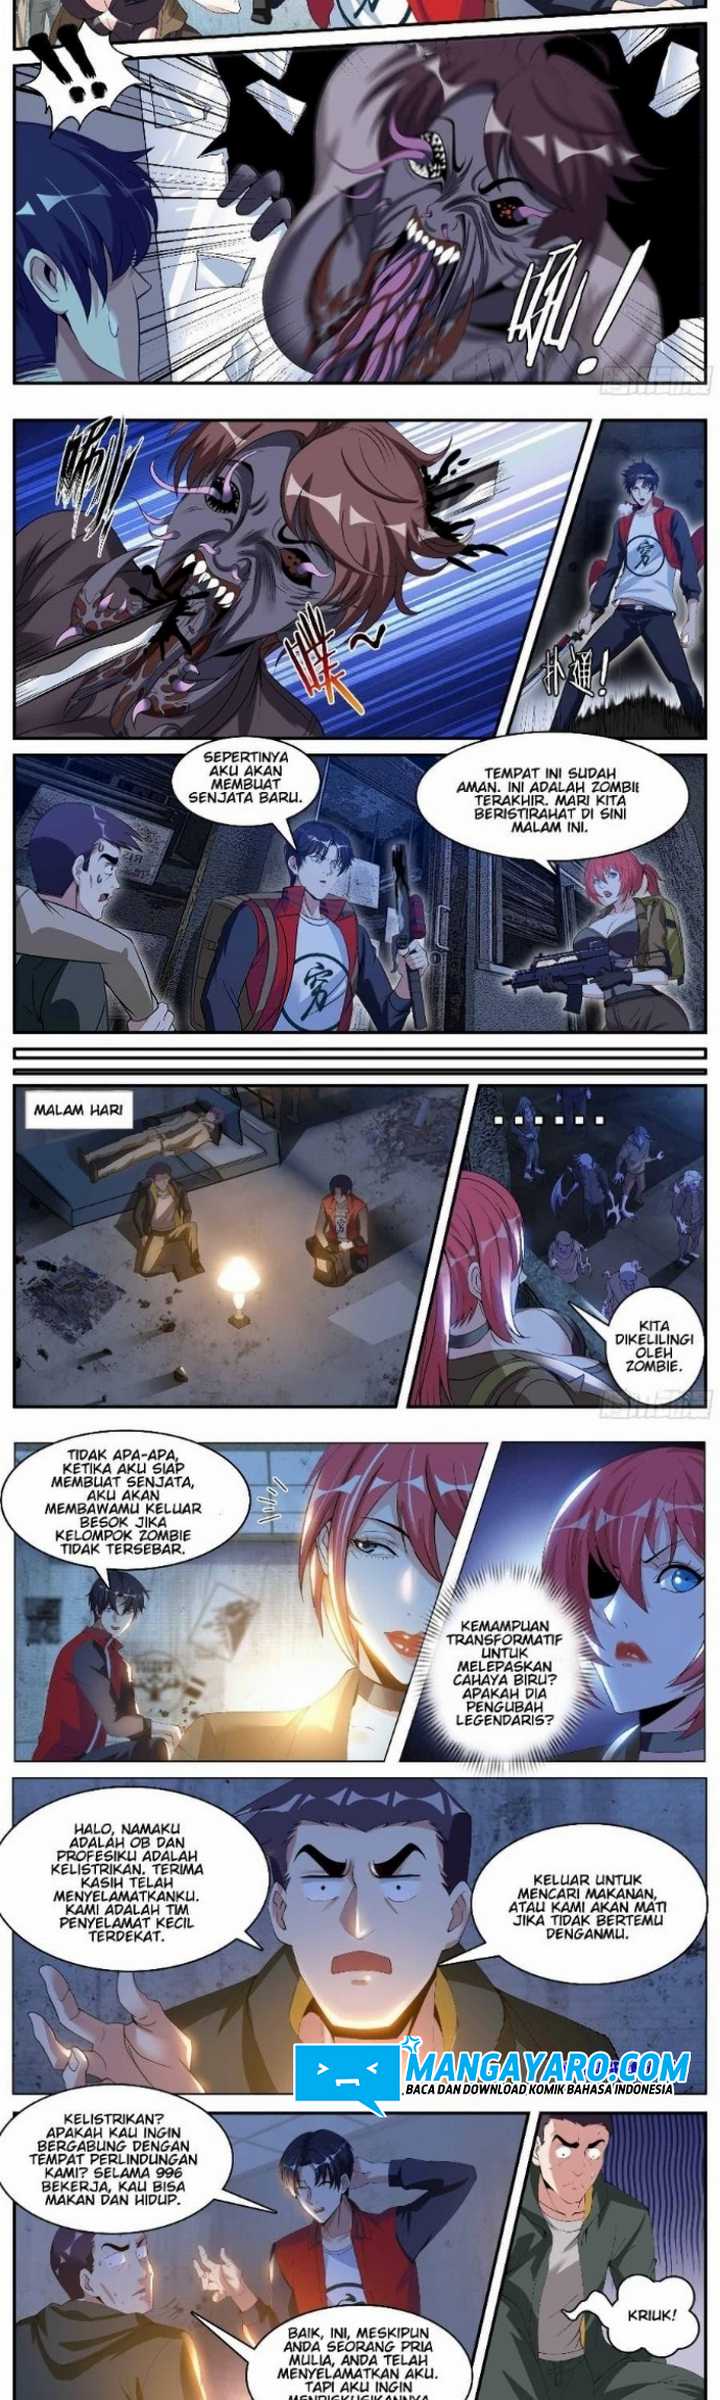 !!
扑通!
SEPERTINYA
AKU AKAN
MEMBUAT
SENJATA BARU.
TEMPAT INI SUDAH
AMAN. INI ADALAH ZOMBIE
TERAKHIR. MARI KITA
BERISTIRAHAT DI SINI
MALAM INI.
穷
MALAM HARI
......
KITA
DIKELILINGI
OLEH
ZOMBIE.
TIDAK APA-APA,
KETIKA AKU SIAP
MEMBUAT SENJATA,
AKU AKAN
MEMBAWAMU KELUAR
BESOK JIKA
KELOMPOK ZOMBIE
TIDAK TERSEBAR.
KEMAMPUAN
TRANSFORMATIF
UNTUK
MELEPASKAN
CAHAYA BIRU?
APAKAH DIA
PENGUBAH
LEGENDARIS?
HALO, NAMAKU
ADALAH OB DAN
PROFESIKU ADALAH
KELISTRIKAN. TERIMA
KASIH TELAH
MENYELAMATKANKU.
KAMI ADALAH TIM
PENYELAMAT KECIL
TERDEKAT.
KELUAR UNTUK
MENCARI MAKANAN,
ATAU KAMI AKAN MATI
JIKA TIDAK BERTEMU
DENGANMU.
MANGAYARO.COM
BACA DAN DOWNLOAD KOMIK BAHASA INDONESIA
KELISTRIKAN?
APAKAH KAU INGIN
BERGABUNG DENGAN
TEMPAT PERLINDUNGAN
KAMI? SELAMA 996
BEKERJA, KAU BISA
MAKAN DAN HIDUP.
KRIUK!
BAIK, INI, MESKIPUN
ANDA SEORANG PRIA
MULIA, ANDA TELAH
MENYELAMATKAN AKU.
TAPI AKU INGIN
MENDISKUSIKANNYA